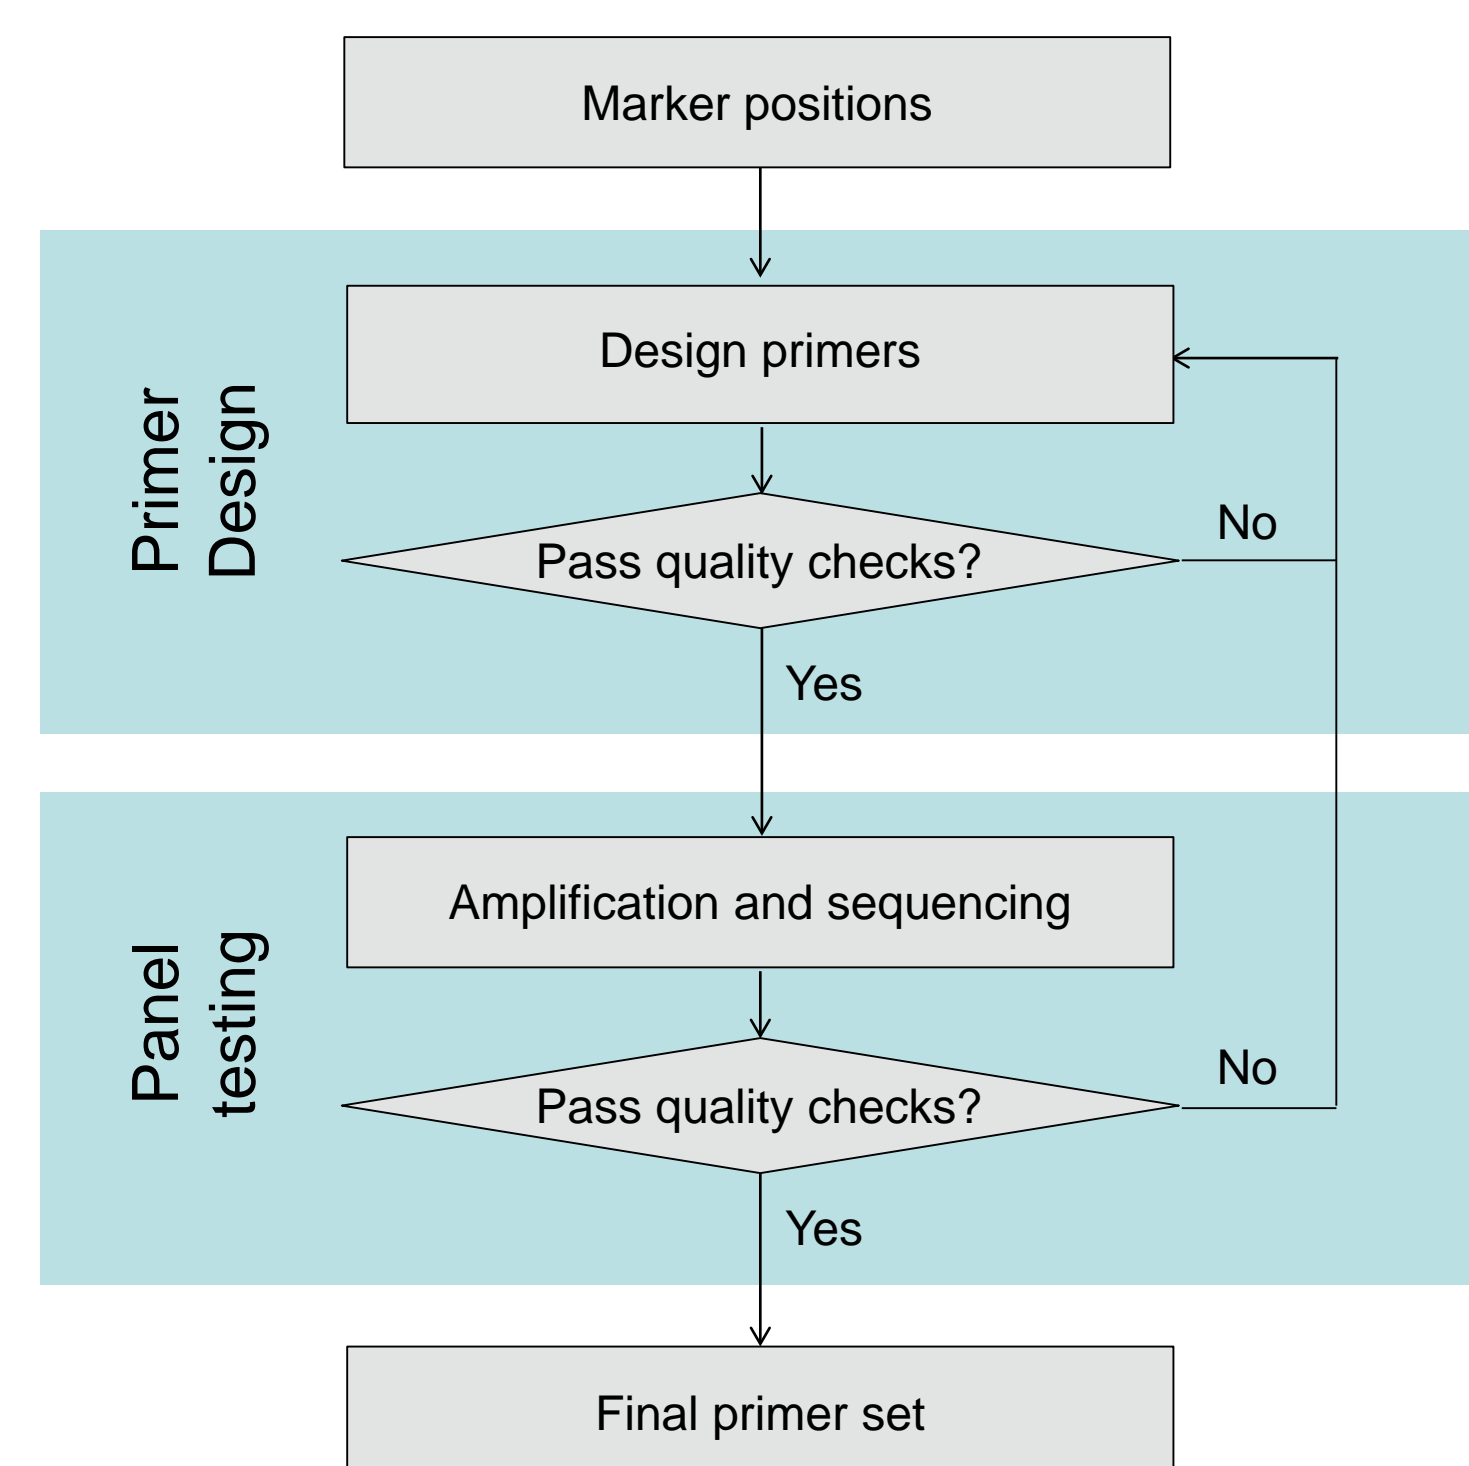 Marker positions
Primer
Design
Design primers
Pass quality checks?
No
Yes
Panel
testing
Amplification and sequencing
Pass quality checks?
No
Yes
Final primer set